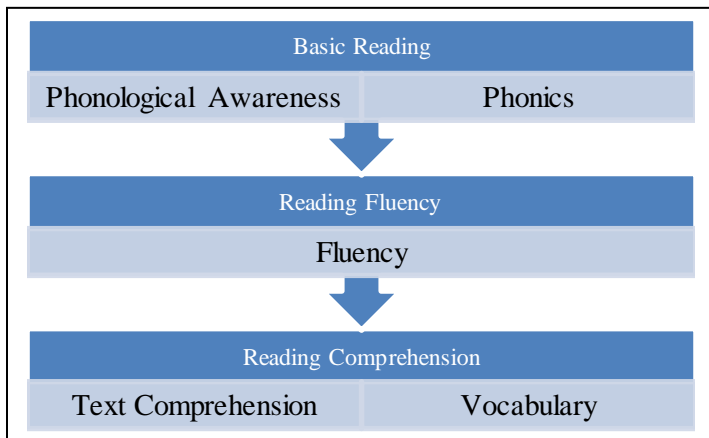 Basic Reading
Phonological Awareness Phonics
Reading Fluency
Fluency
Reading Comprehension
Text Comprehension Vocabulary